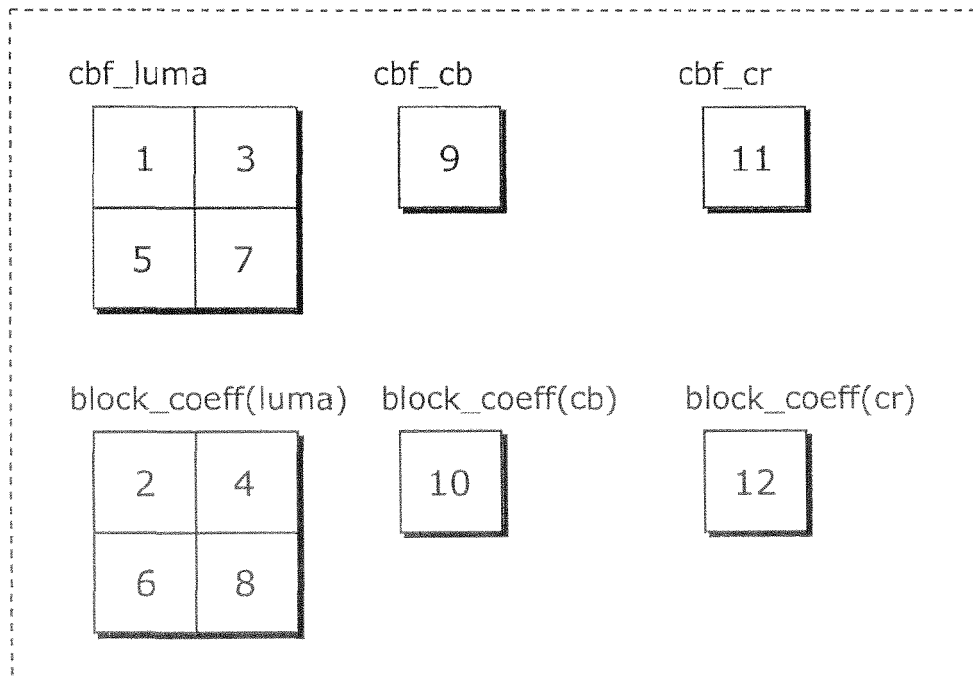 cbf_luma cbf_cb cbf_cr
1 3 9 11
5 7
block_coeff(luma) block_coeff(cb) block_coeff(cr)
2 4 10 12
6 8